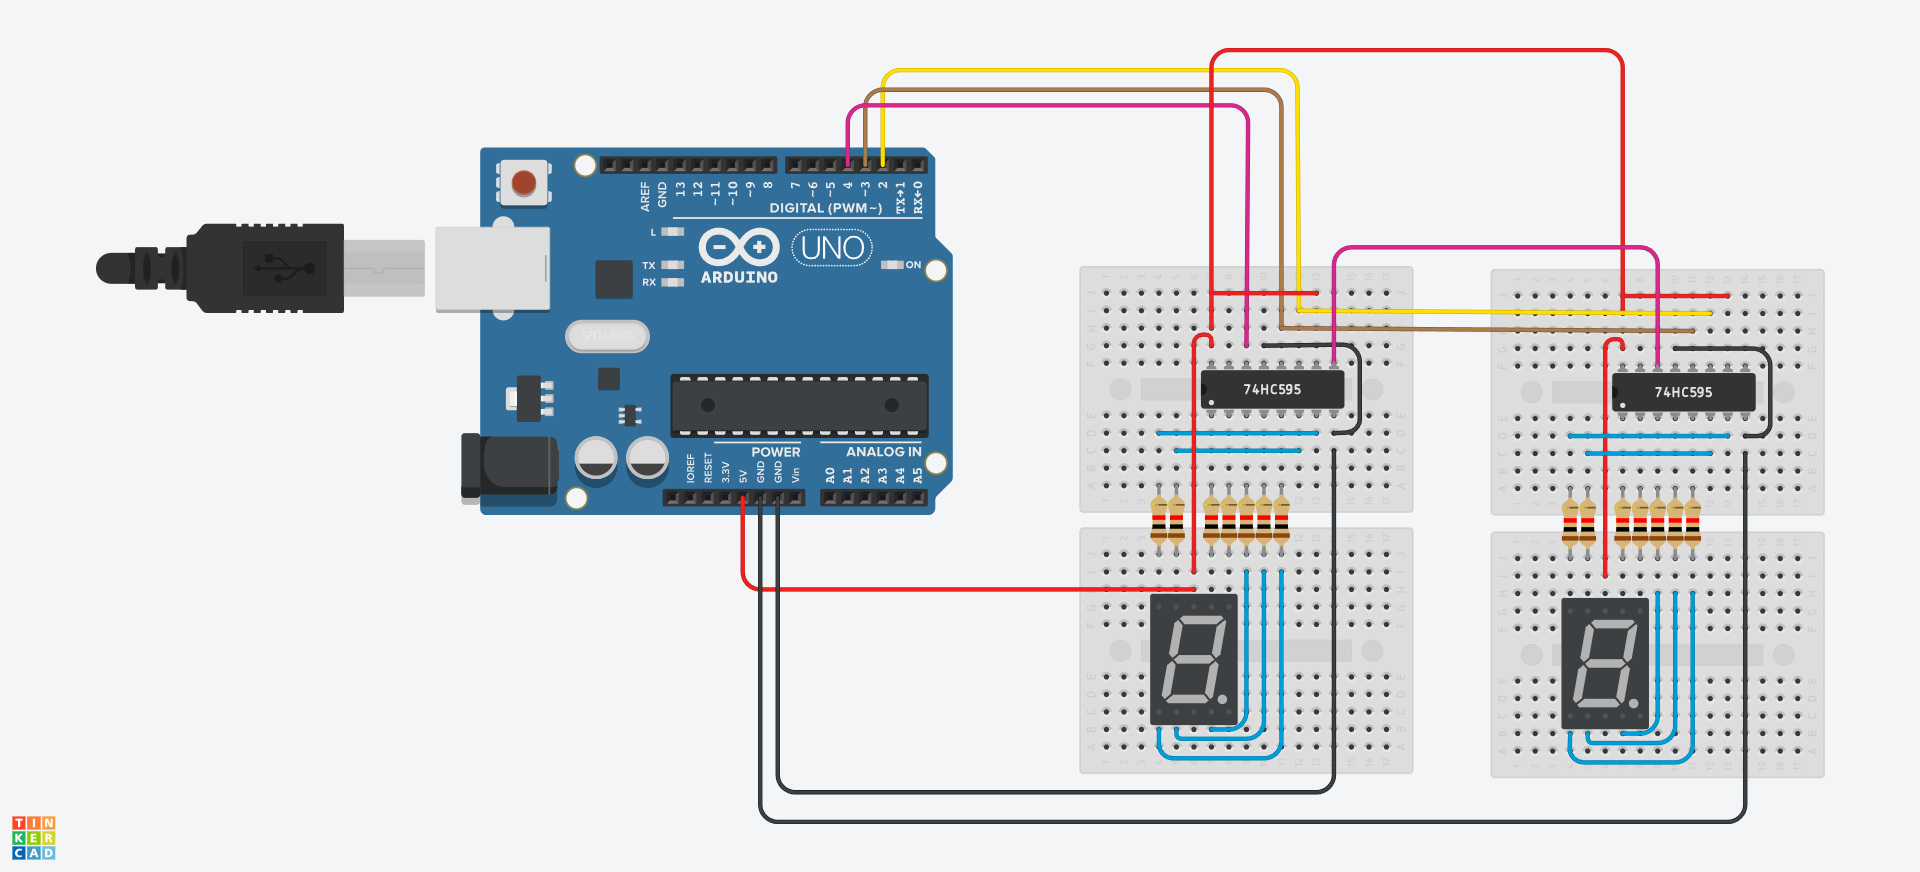 AREF
GND
13
12
~11
~10
~9
8
7
~6
~5
4
~3
2
TX→1
RX←0
DIGITAL (PWM~)
L
TX
RX
UNO
ARDUINO
ON
POWER
ANALOG IN
IOREF
RESET
3.3V
5V
GND
GND
Vin
A0
A1
A2
A3
A4
A5
74HC595
74HC595
TIN
KER
CAD